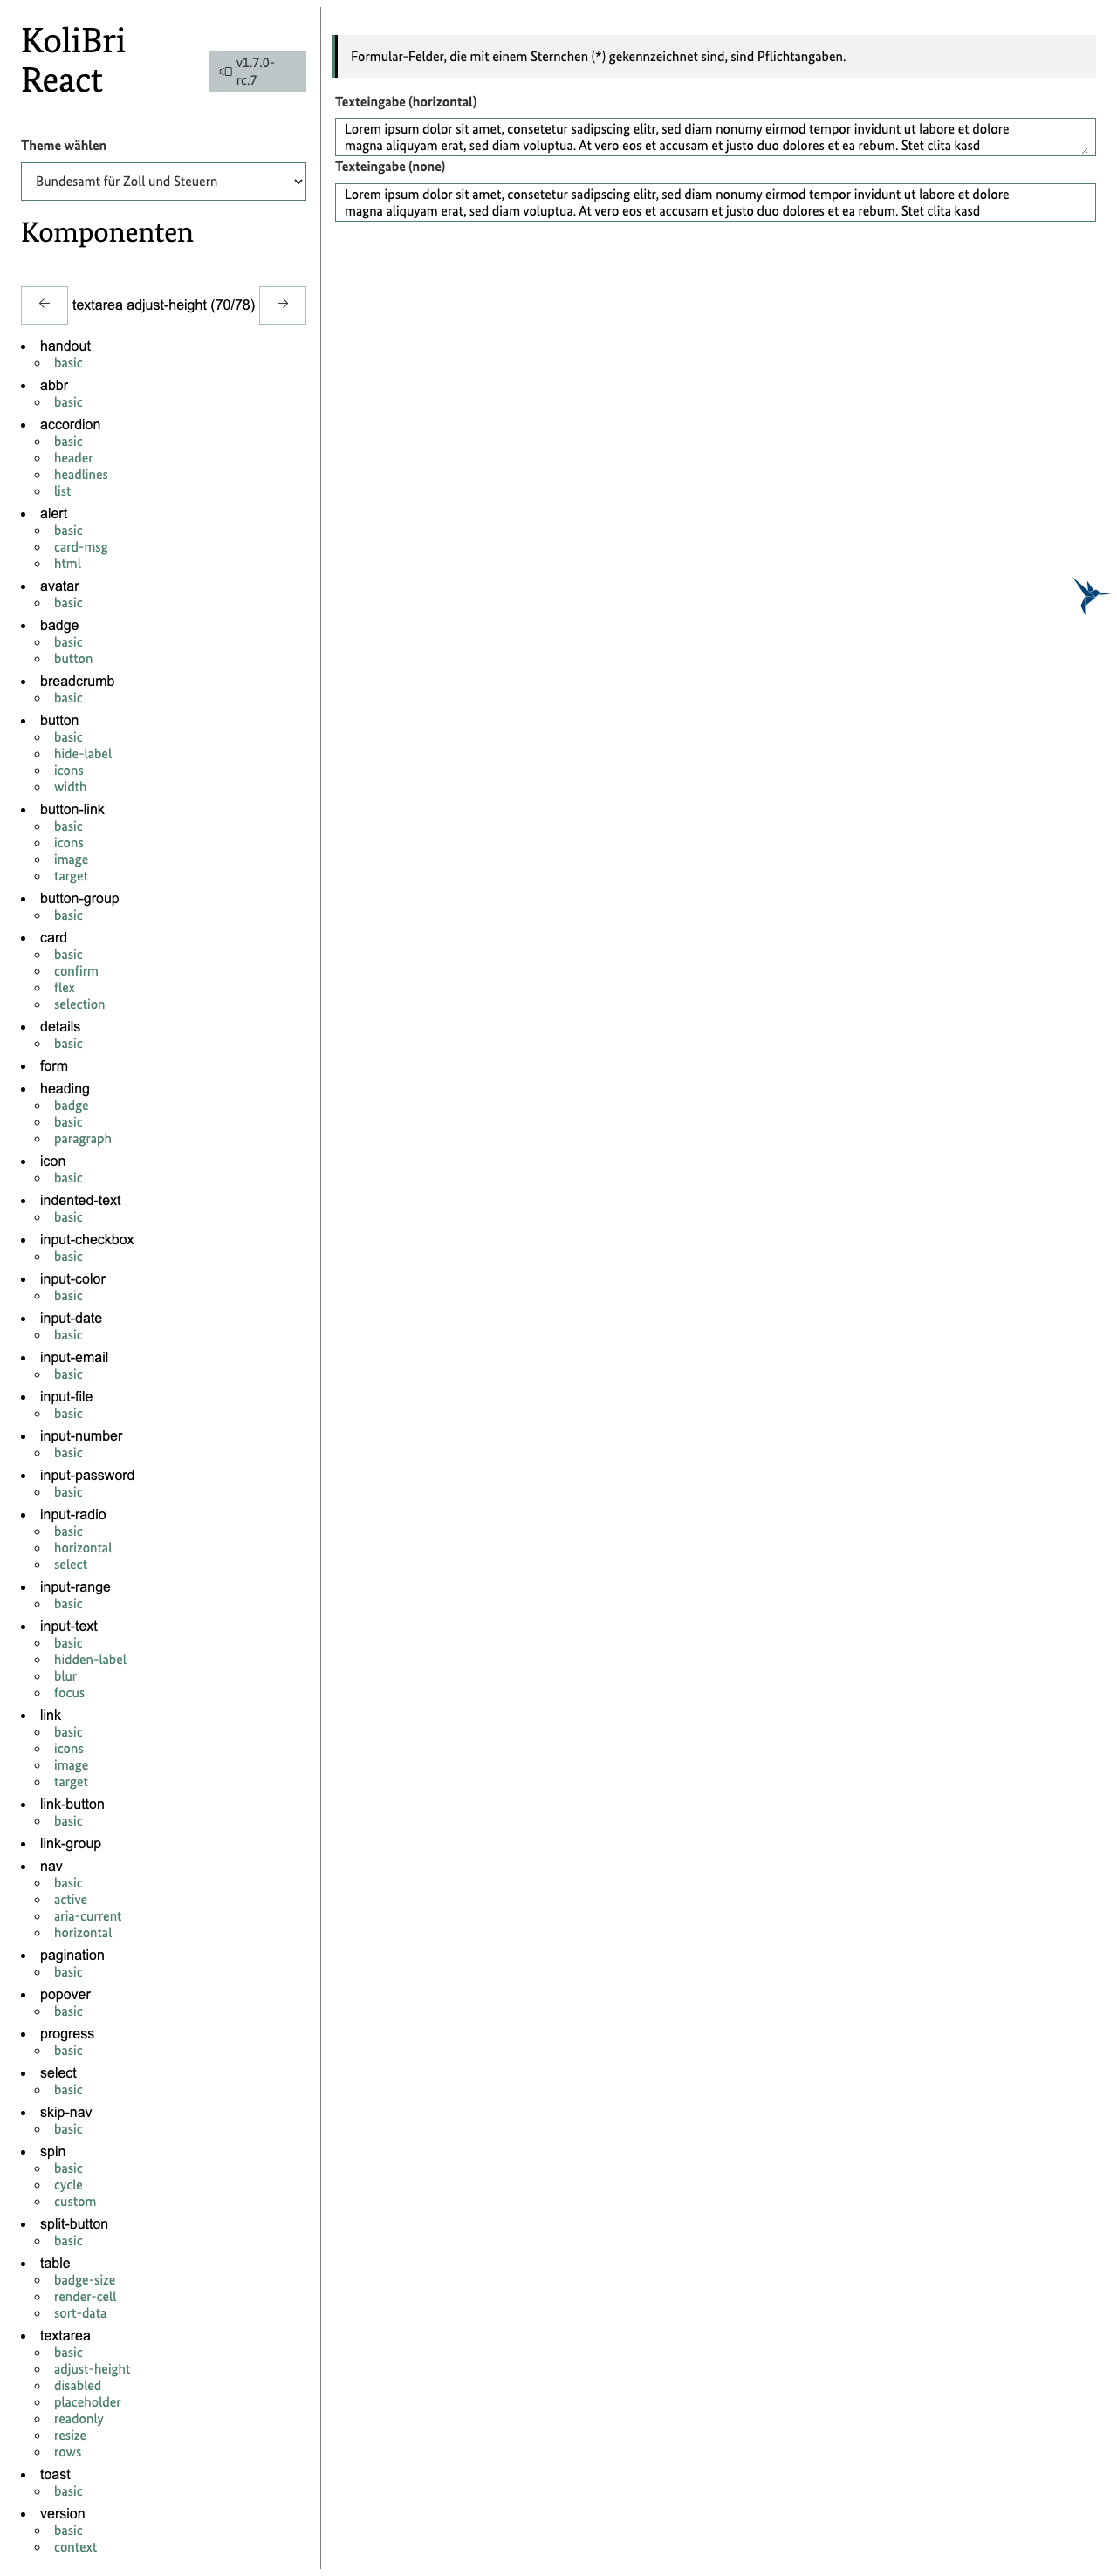 KoliBri
React
v1.7.0-
rc.7
Theme wählen
Bundesamt für Zoll und Steuern
Komponenten
textarea adjust-height (70/78)
handout
basic
abbr
basic
accordion
basic
header
headlines
list
alert
basic
card-msg
html
avatar
basic
badge
basic
button
breadcrumb
basic
button
basic
hide-label
icons
width
button-link
basic
icons
image
target
button-group
basic
card
basic
confirm
flex
selection
details
basic
form
heading
badge
basic
paragraph
icon
basic
indented-text
basic
input-checkbox
basic
input-color
basic
input-date
basic
input-email
basic
input-file
basic
input-number
basic
input-password
basic
input-radio
basic
horizontal
select
input-range
basic
input-text
basic
hidden-label
blur
focus
link
basic
icons
image
target
link-button
basic
link-group
nav
basic
active
aria-current
horizontal
pagination
basic
popover
basic
progress
basic
select
basic
skip-nav
basic
spin
basic
cycle
custom
split-button
basic
table
badge-size
render-cell
sort-data
textarea
basic
adjust-height
disabled
placeholder
readonly
resize
rows
toast
basic
version
basic
context
Formular-Felder, die mit einem Sternchen (*) gekennzeichnet sind, sind Pflichtangaben.
Texteingabe (horizontal)
Lorem ipsum dolor sit amet, consetetur sadipscing elitr, sed diam nonumy eirmod tempor invidunt ut labore et dolore
magna aliquyam erat, sed diam voluptua. At vero eos et accusam et justo duo dolores et ea rebum. Stet clita kasd
Texteingabe (none)
Lorem ipsum dolor sit amet, consetetur sadipscing elitr, sed diam nonumy eirmod tempor invidunt ut labore et dolore
magna aliquyam erat, sed diam voluptua. At vero eos et accusam et justo duo dolores et ea rebum. Stet clita kasd